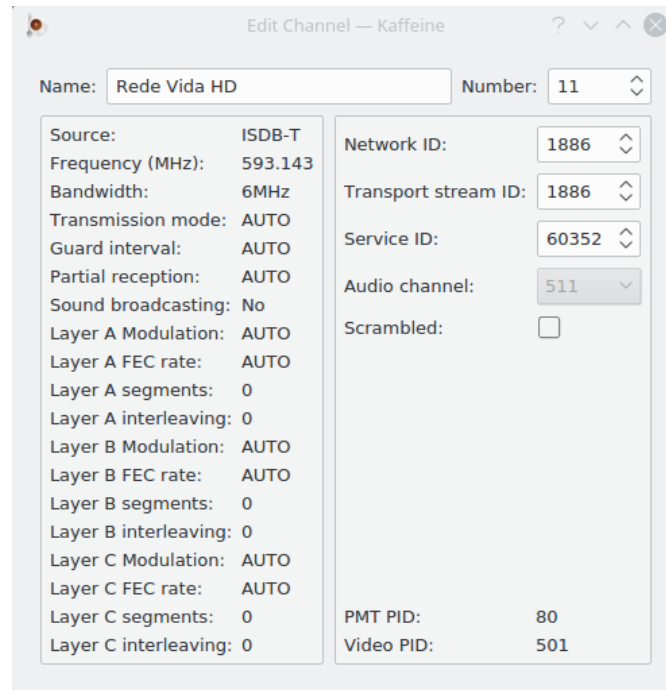 Edit Channel — Kaffeine
Name: Rede Vida HD Number: 11
Source: ISDB-T
Frequency (MHz): 593.143
Bandwidth: 6MHz
Transmission mode: AUTO
Guard interval: AUTO
Partial reception: AUTO
Sound broadcasting: No
Layer A Modulation: AUTO
Layer A FEC rate: AUTO
Layer A segments: 0
Layer A interleaving: 0
Layer B Modulation: AUTO
Layer B FEC rate: AUTO
Layer B segments: 0
Layer B interleaving: 0
Layer C Modulation: AUTO
Layer C FEC rate: AUTO
Layer C segments: 0
Layer C interleaving: 0
Network ID: 1886
Transport stream ID: 1886
Service ID: 60352
Audio channel: 511
Scrambled:
PMT PID: 80
Video PID: 501